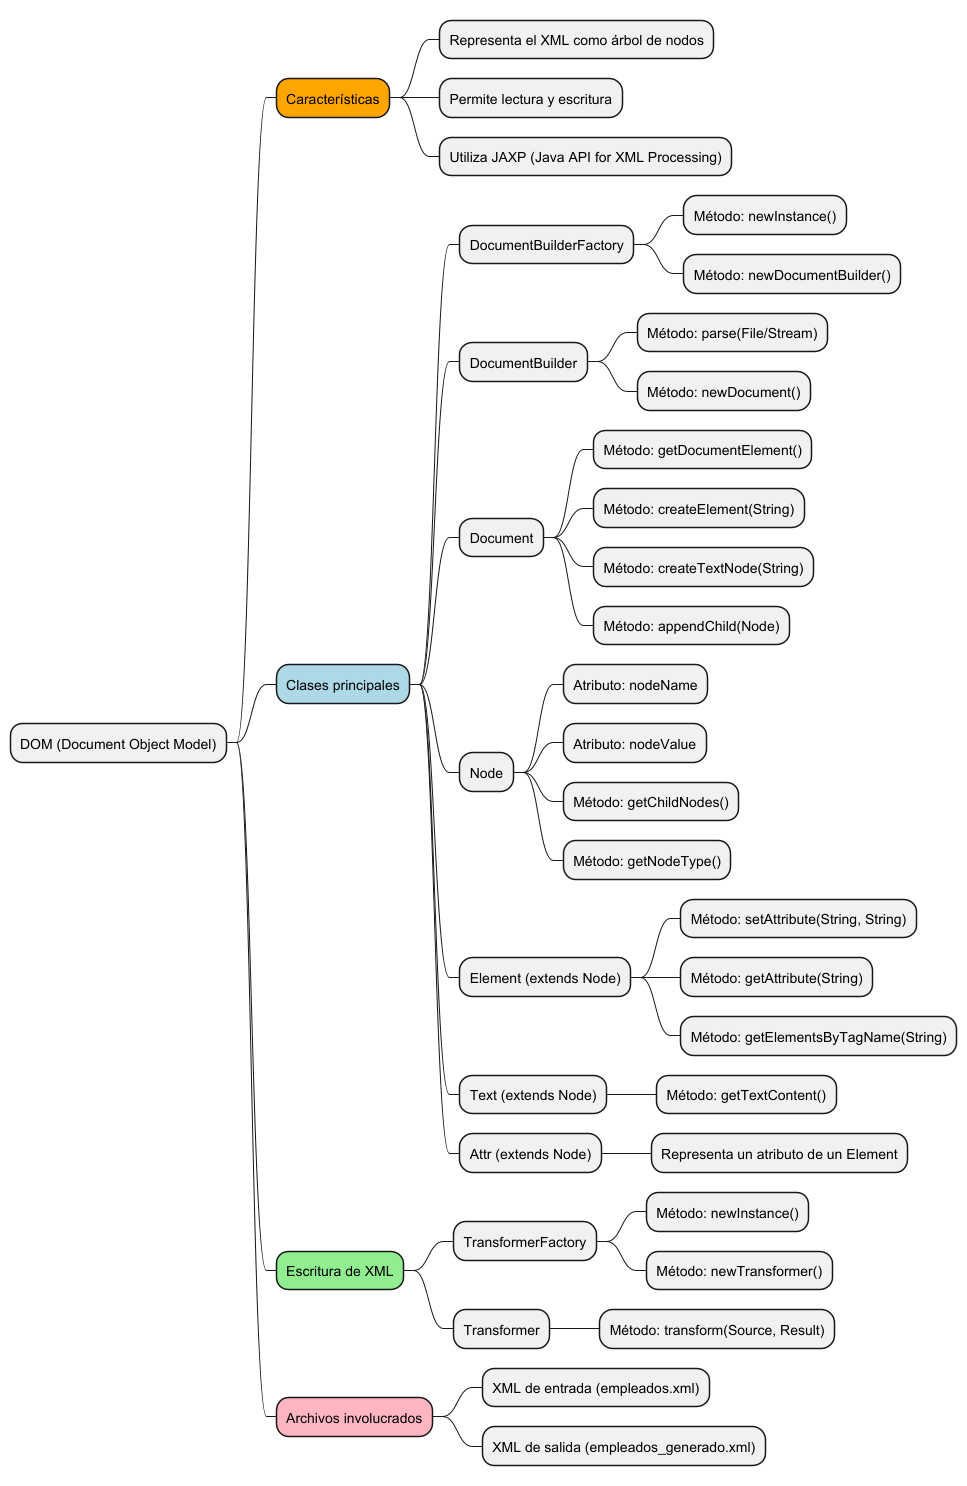 DOM (Document Object Model)
Características
Representa el XML como árbol de nodos
Permite lectura y escritura
Utiliza JAXP (Java API for XML Processing)
Clases principales
DocumentBuilderFactory
Método: newInstance()
Método: newDocumentBuilder()
DocumentBuilder
Método: parse(File/Stream)
Método: newDocument()
Document
Método: getDocumentElement()
Método: createElement(String)
Método: createTextNode(String)
Método: appendChild(Node)
Node
Atributo: nodeName
Atributo: nodeValue
Método: getChildNodes()
Método: getNodeType()
Element (extends Node)
Método: setAttribute(String, String)
Método: getAttribute(String)
Método: getElementsByTagName(String)
Text (extends Node)
Método: getTextContent()
Attr (extends Node)
Representa un atributo de un Element
Escritura de XML
TransformerFactory
Método: newInstance()
Método: newTransformer()
Transformer
Método: transform(Source, Result)
Archivos involucrados
XML de entrada (empleados.xml)
XML de salida (empleados_generado.xml)